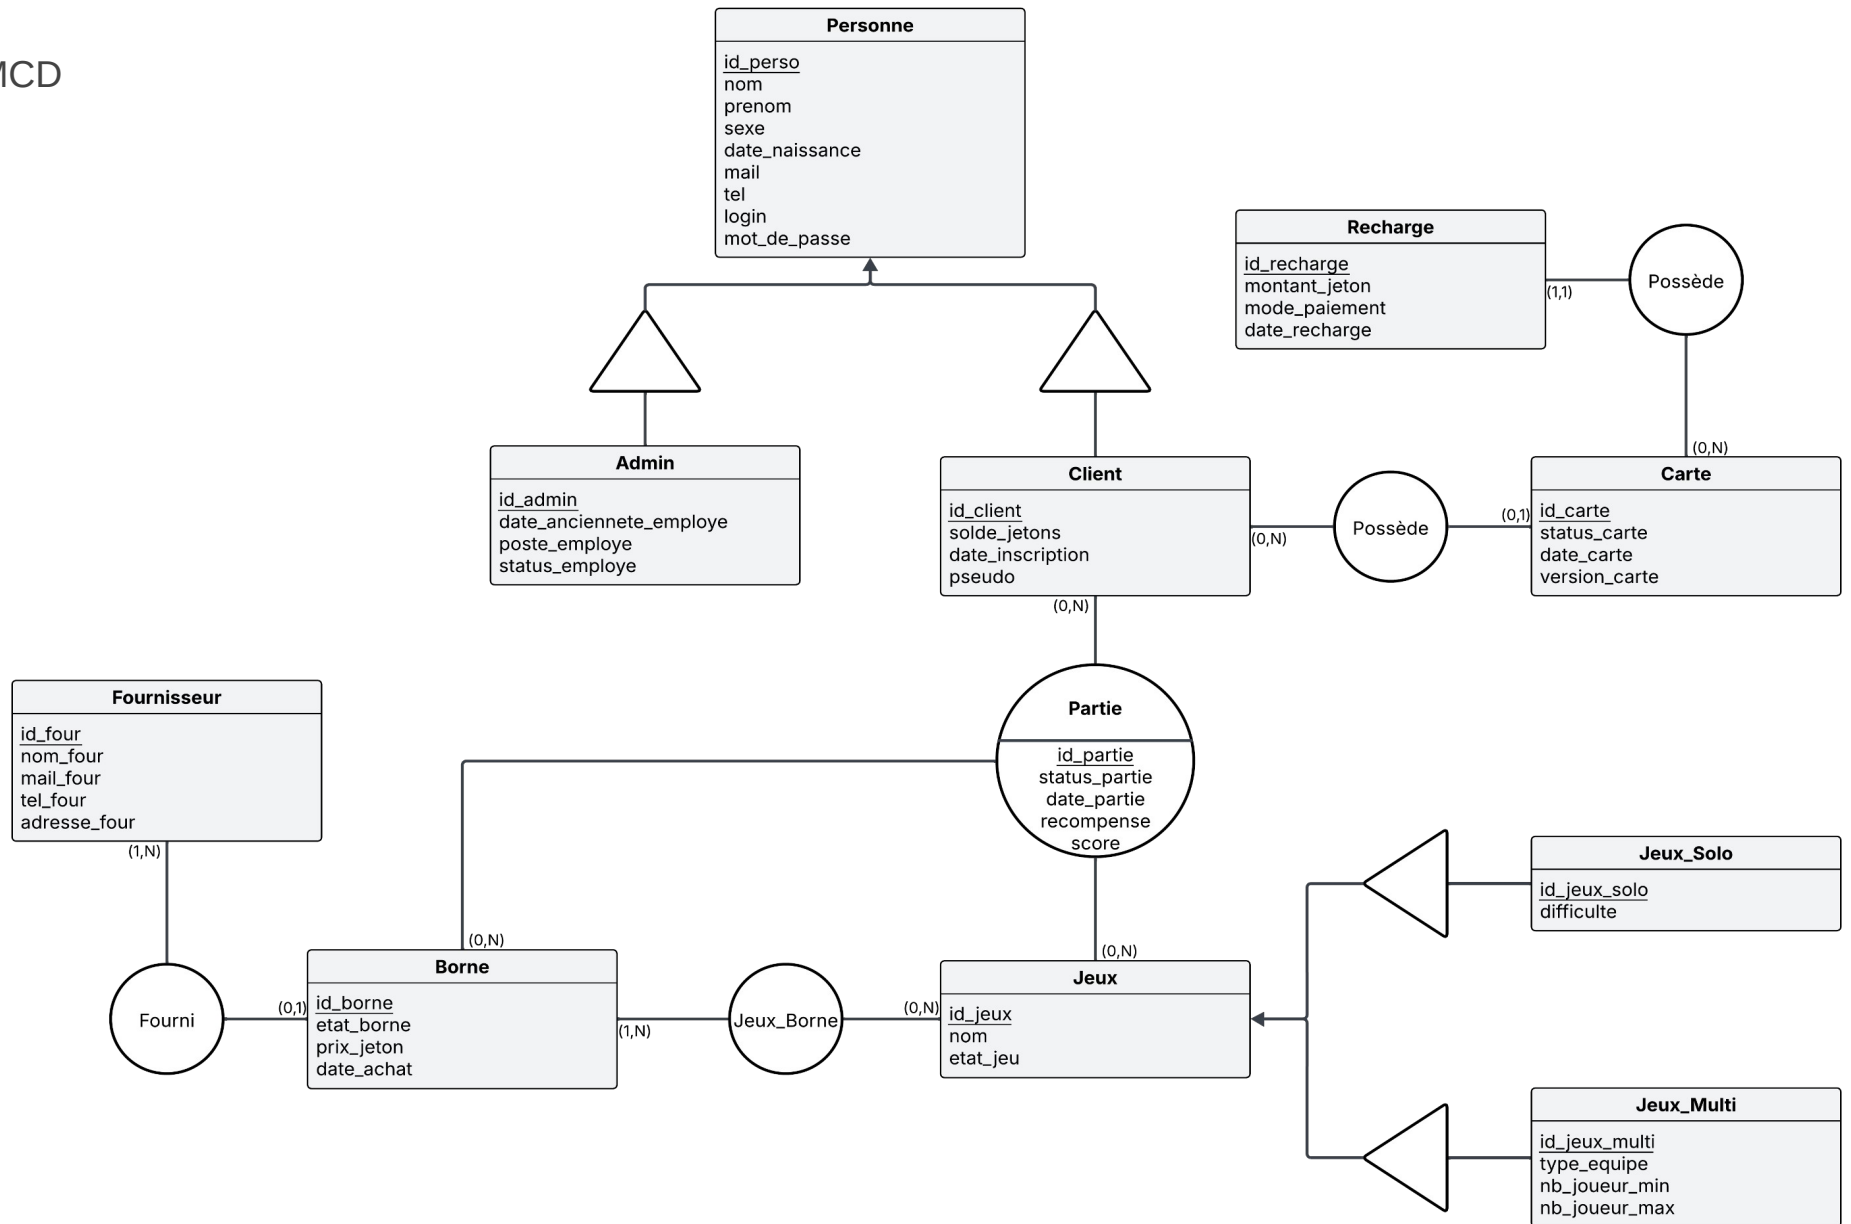 MCD
Personne
id_perso
nom
prenom
sexe
date_naissance
mail
tel
login
mot_de_passe
Recharge
id_recharge
montant_jeton
mode_paiement
date_recharge
(1,1)
Possède
(0,N)
Admin
id_admin
date_anciennete_employe
poste_employe
status_employe
Client
id_client
solde_jetons
date_inscription
pseudo
(0,N)
Possède
(0,1)
Carte
id_carte
status_carte
date_carte
version_carte
(0,N)
Partie
id_partie
status_partie
date_partie
recompense
score
Fournisseur
id_four
nom_four
mail_four
tel_four
adresse_four
(1,N)
Fourni
(0,1)
(0,N)
Borne
id_borne
etat_borne
prix_jeton
date_achat
(1,N)
Jeux_Borne
(0,N)
(0,N)
Jeux
id_jeux
nom
etat_jeu
Jeux_Solo
id_jeux_solo
difficulte
Jeux_Multi
id_jeux_multi
type_equipe
nb_joueur_min
nb_joueur_max